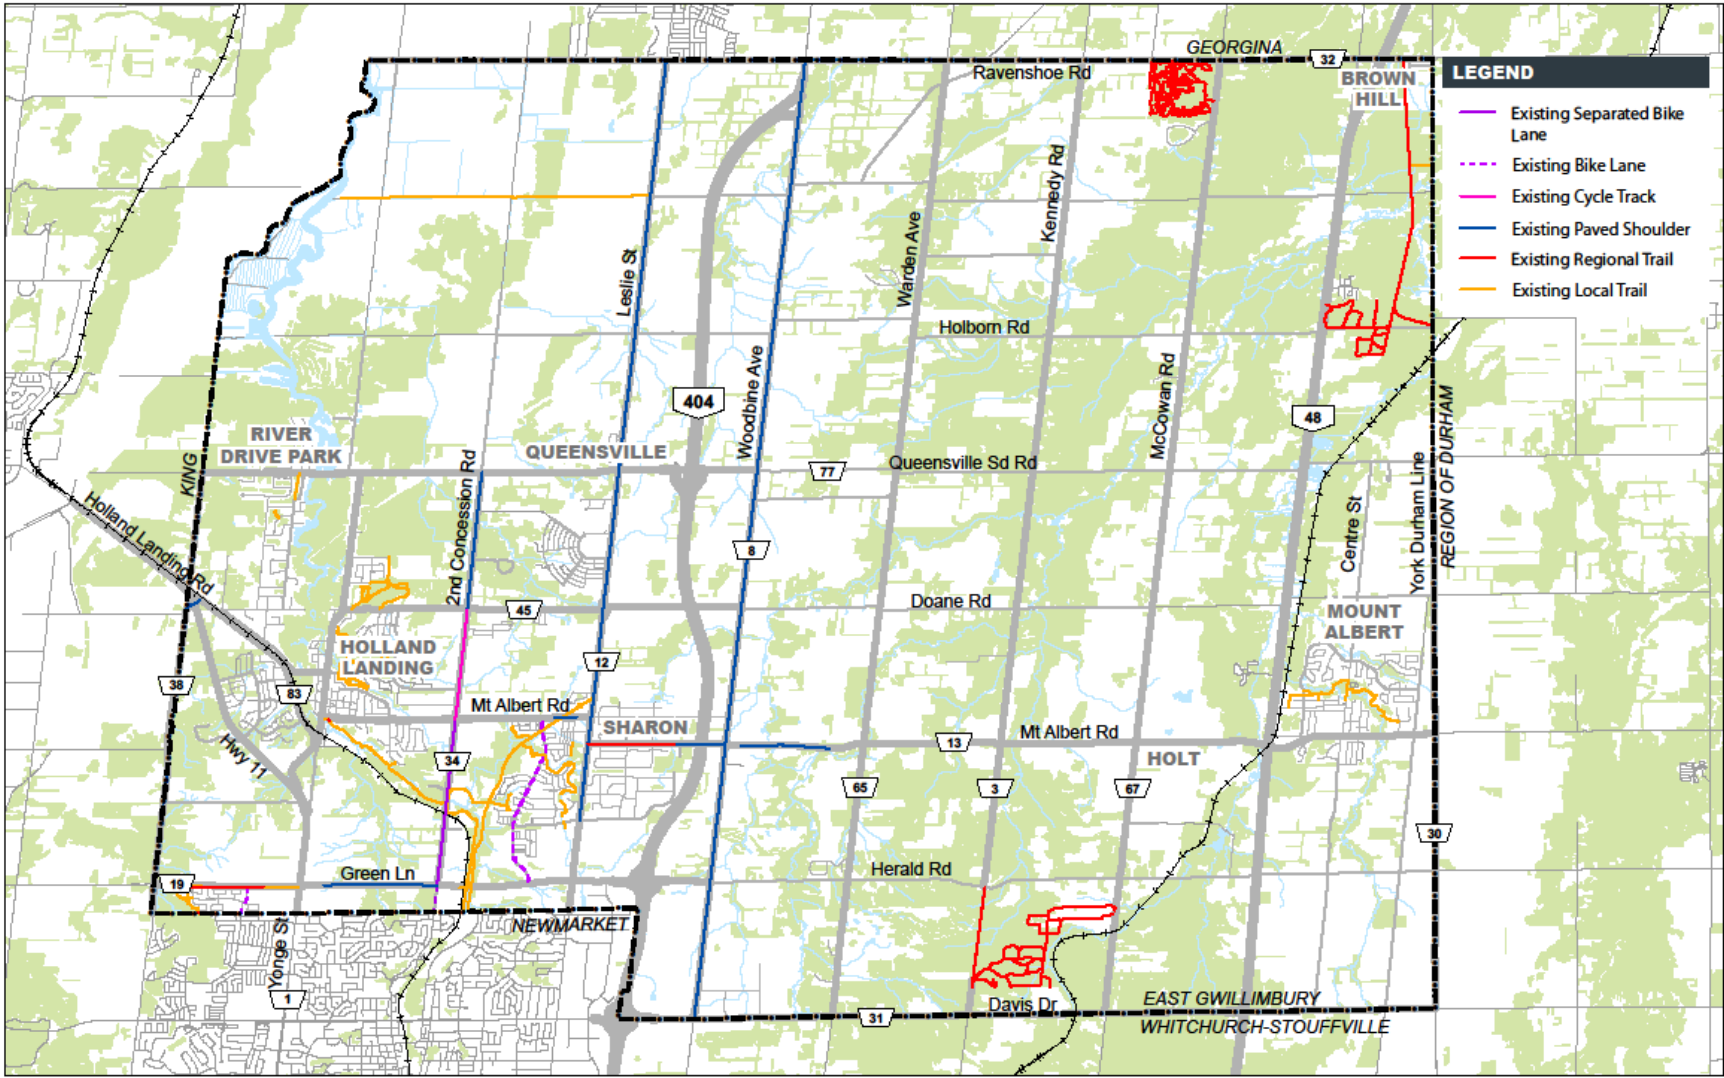 GEORGINA
32
Ravenshoe Rd
BROWN
HILL
LEGEND
Existing Separated Bike
Lane
Existing Bike Lane
Existing Cycle Track
Existing Paved Shoulder
Existing Regional Trail
Existing Local Trail
Leslie St
Warden Ave
Kennedy Rd
Holborn Rd
Woodbine Ave
404
McCowan Rd
48
RIVER
DRIVE PARK
QUEENSVILLE
KING
2nd Concession Rd
77
Queensville Sd Rd
Holland Landing Rd
8
Centre St
York Durham Line
REGION OF DURHAM
45
Doane Rd
MOUNT
ALBERT
HOLLAND
LANDING
12
38
83
Mt Albert Rd
SHARON
13
Mt Albert Rd
HOLT
Hwy 11
34
65
3
67
30
19
Green Ln
Herald Rd
NEWMARKET
Yonge St
1
Davis Dr
31
EAST GWILLIMBURY
WHITCHURCH-STOUFFVILLE